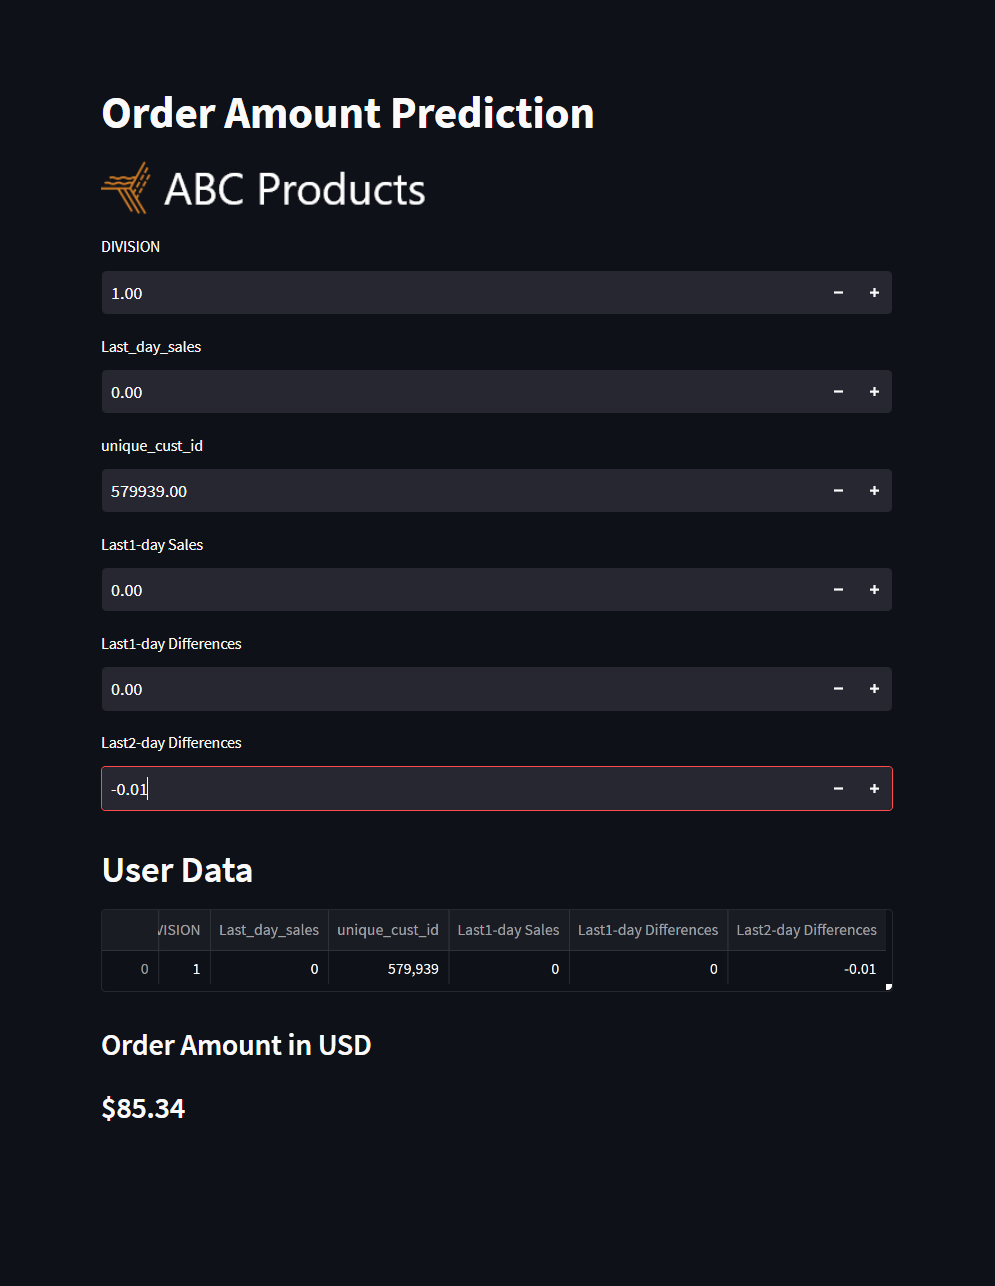 Order Amount Prediction
ABC Products
DIVISION
1.00
Last_day_sales
0.00
unique_cust_id
579939.00
Last1-day Sales
0.00
Last1-day Differences
0.00
Last2-day Differences
-0.01
User Data
VISION Last_day_sales unique_cust_id Last1-day Sales Last1-day Differences Last2-day Differences
0 1 0 579,939 0 0 -0.01
Order Amount in USD
$85.34